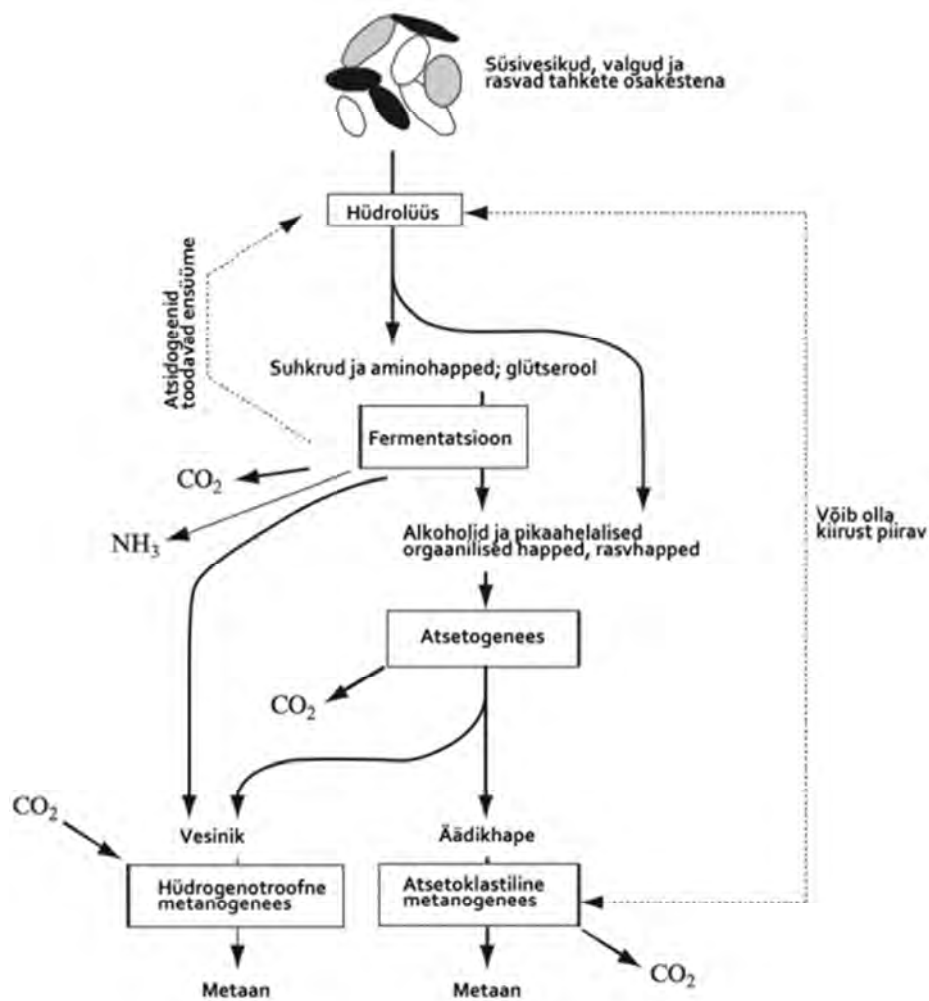 Süsivesikud, valgud ja
rasvad tahkete osakestena
Hüdrolüüs
Atsidogeenid
toodavad ensüüme
Suhkrud ja aminohapped; glütserool
Fermentatsioon
CO₂
NH₃
Võib olla
kiirust piirav
Alkoholid ja pikaahelalised
orgaanilised happed, rasvhapped
Atsetogenees
CO₂
CO₂
Vesinik
Äädikhape
Hüdrogenotroofne
metanogenees
Atsetoklastiline
metanogenees
CO₂
Metaan
Metaan